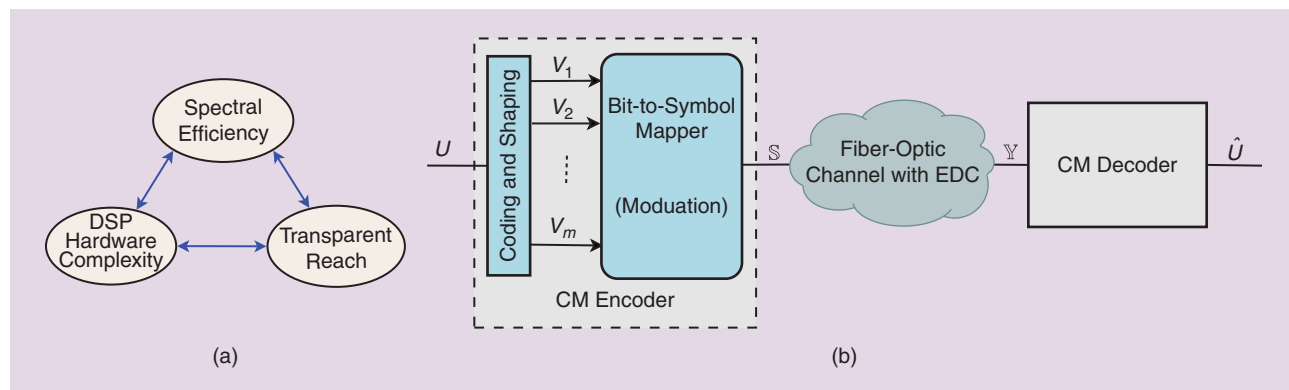 Spectral
Efficiency
DSP
Hardware
Complexity
Transparent
Reach
(a)
U
Coding and Shaping
V1
V2
Vm
Bit-to-Symbol
Mapper
(Moduation)
CM Encoder
𝕊
Fiber-Optic
Channel with EDC
𝕐
CM Decoder
Û
(b)